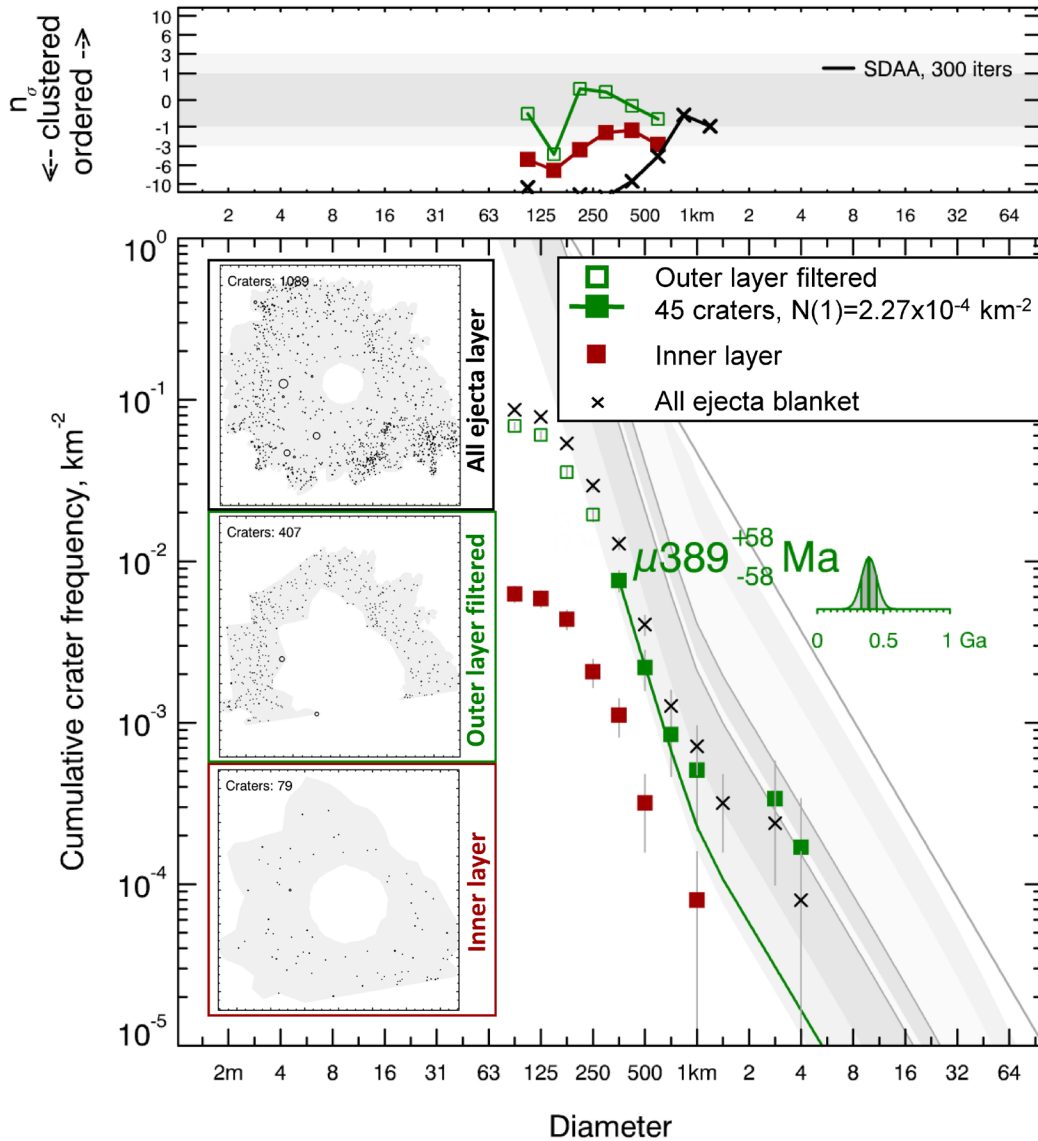 10
6
3
1
0
-1
-3
-6
-10
n
σ
<-- clustered
ordered -->
SDAA, 300 iters
2 4 8 16 31 63 125 250 500 1km 2 4 8 16 32 64
10⁰
10⁻¹
10⁻²
10⁻³
10⁻⁴
10⁻⁵
Cumulative crater frequency, km⁻²
Craters: 1089
All ejecta layer
Craters: 407
Outer layer filtered
Craters: 79
Inner layer
Outer layer filtered
45 craters, N(1)=2.27x10⁻⁴ km⁻²
Inner layer
All ejecta blanket
μ389 +58 -58 Ma
0 0.5 1 Ga
2m 4 8 16 31 63 125 250 500 1km 2 4 8 16 32 64
Diameter